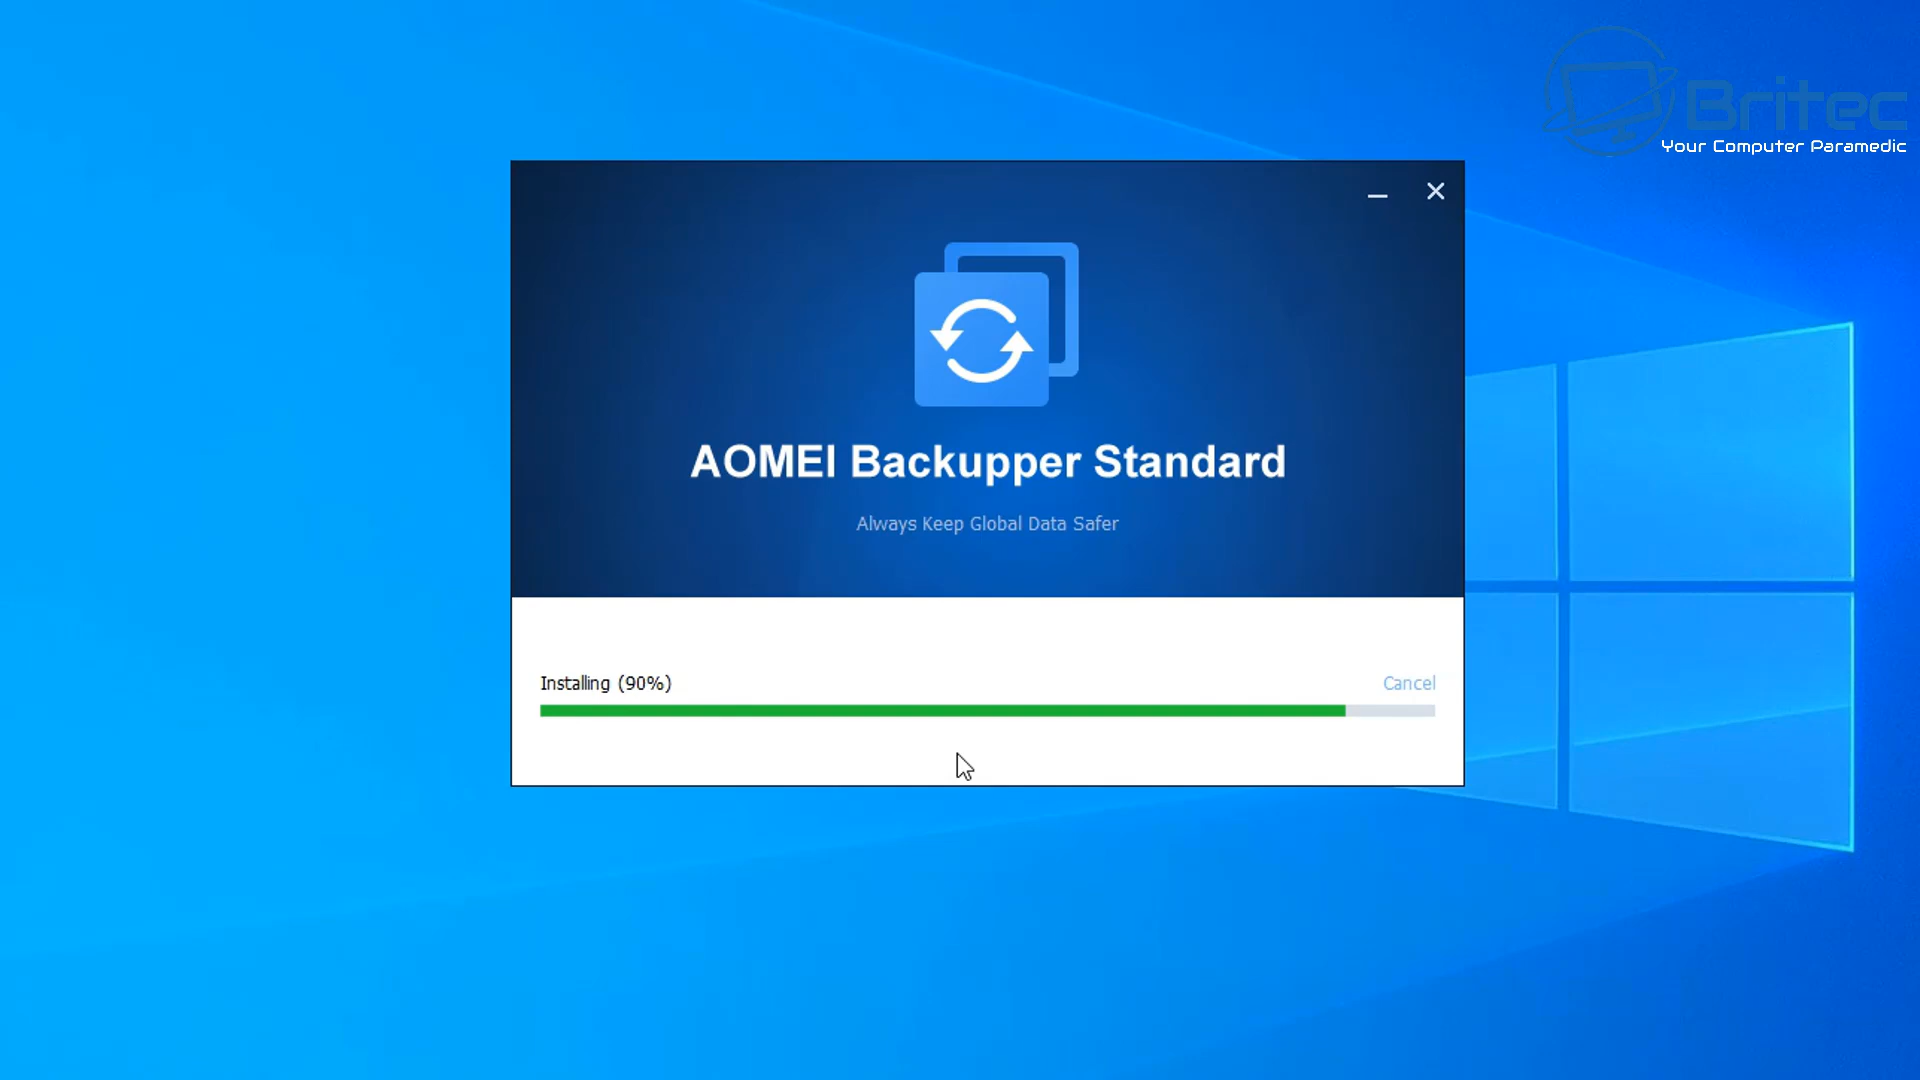 Britec
Your Computer Paramedic
AOMEI Backupper Standard
Always Keep Global Data Safer
Installing (90%)
Cancel